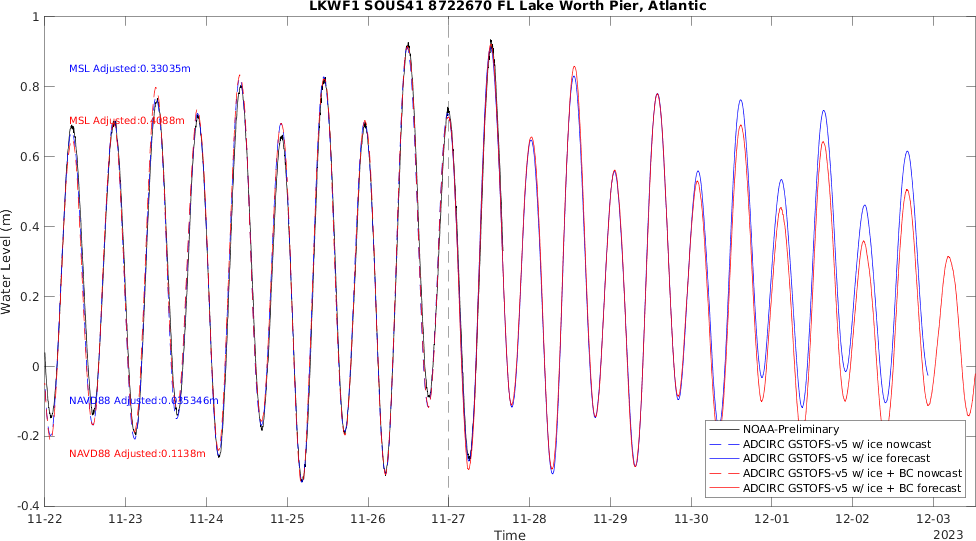 LKWF1 SOUS41 8722670 FL Lake Worth Pier, Atlantic
1
0.8
0.6
0.4
0.2
0
-0.2
-0.4
Water Level (m)
MSL Adjusted:0.33035m
MSL Adjusted:0.4088m
NAVD88 Adjusted:0.035346m
NAVD88 Adjusted:0.1138m
NOAA-Preliminary
ADCIRC GSTOFS-v5 w/ ice nowcast
ADCIRC GSTOFS-v5 w/ ice forecast
ADCIRC GSTOFS-v5 w/ ice + BC nowcast
ADCIRC GSTOFS-v5 w/ ice + BC forecast
11-22 11-23 11-24 11-25 11-26 11-27 11-28 11-29 11-30 12-01 12-02 12-03
Time
2023